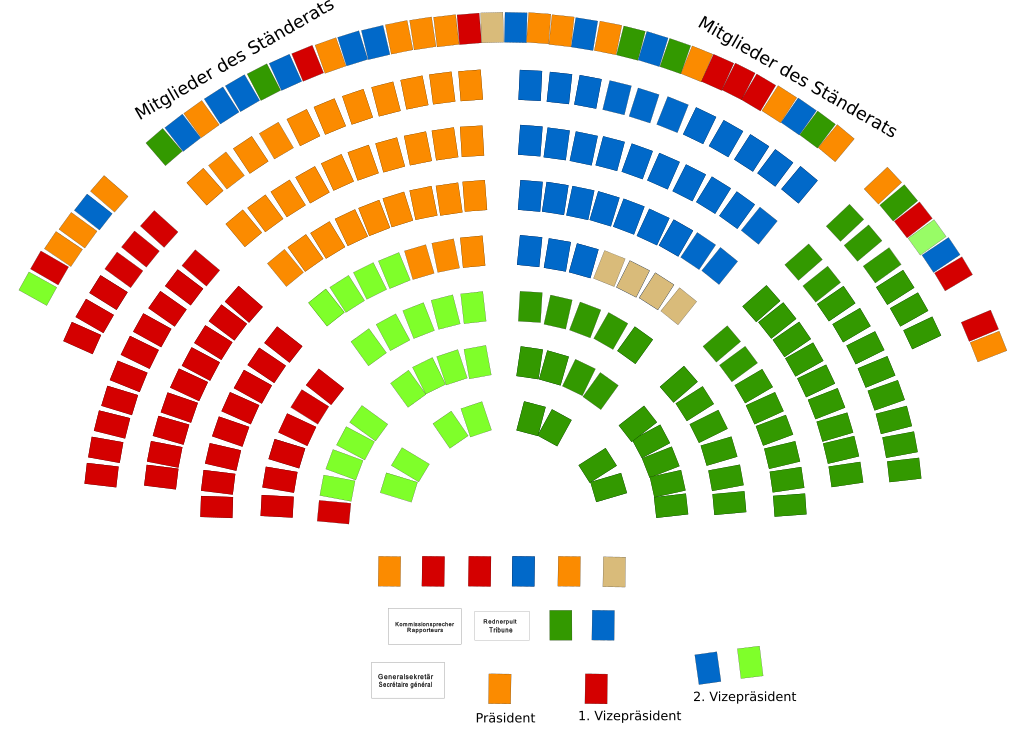 Mitglieder des Ständerats
Mitglieder des Ständerats
Kommissionsprecher
Rapporteurs
Rednerpult
Tribune
Generalsekretär
Secrétaire général
Präsident
1. Vizepräsident
2. Vizepräsident